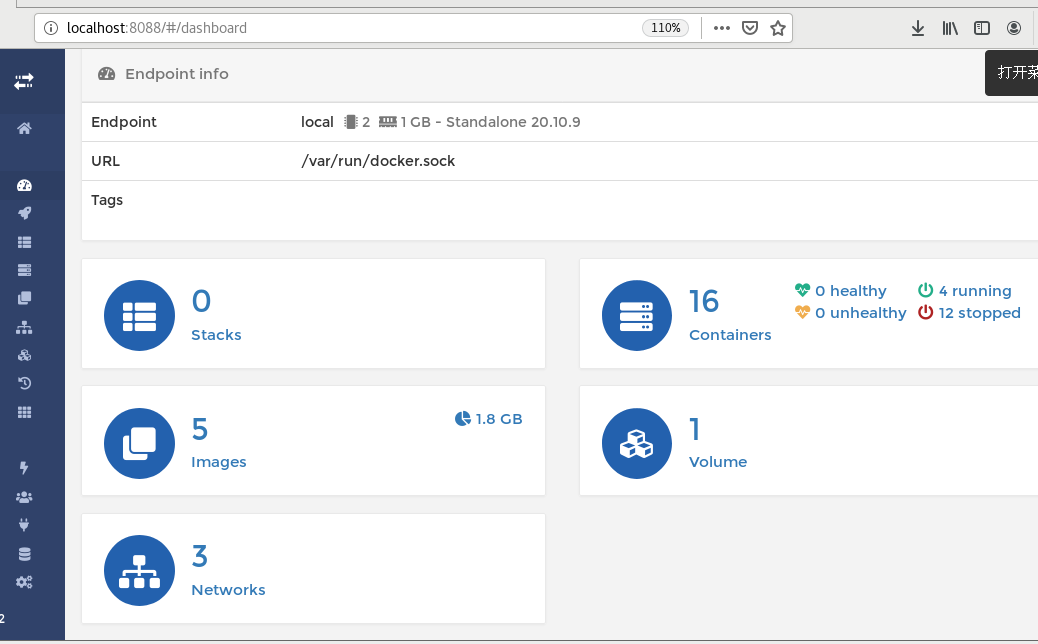 localhost:8088/#/dashboard 110%
Endpoint info
打开菜
Endpoint local 2 1 GB - Standalone 20.10.9
URL /var/run/docker.sock
Tags
0
Stacks
16
Containers
0 healthy 4 running
0 unhealthy 12 stopped
5
Images
1.8 GB
1
Volume
3
Networks
2